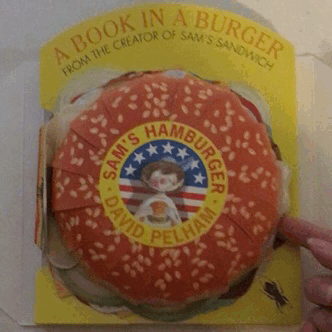 A BOOK IN A BURGER
FROM THE CREATOR OF SAM'S SANDWICH
SAM'S HAMBURGER
DAVID PELHAM